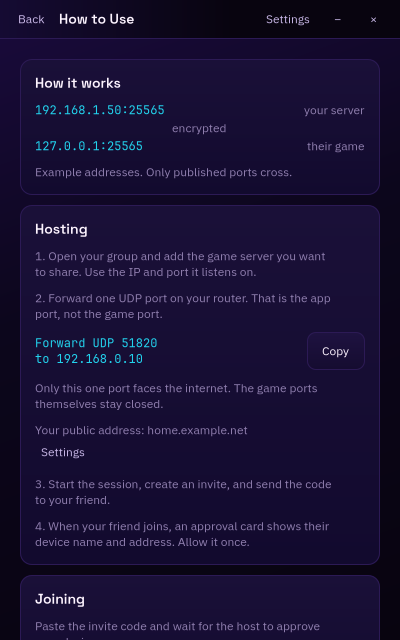 Back How to Use Settings – ×
How it works
192.168.1.50:25565 your server
encrypted
127.0.0.1:25565 their game
Example addresses. Only published ports cross.
Hosting
1. Open your group and add the game server you want
to share. Use the IP and port it listens on.
2. Forward one UDP port on your router. That is the app
port, not the game port.
Forward UDP 51820
to 192.168.0.10
Copy
Only this one port faces the internet. The game ports
themselves stay closed.
Your public address: home.example.net
Settings
3. Start the session, create an invite, and send the code
to your friend.
4. When your friend joins, an approval card shows their
device name and address. Allow it once.
Joining
Paste the invite code and wait for the host to approve